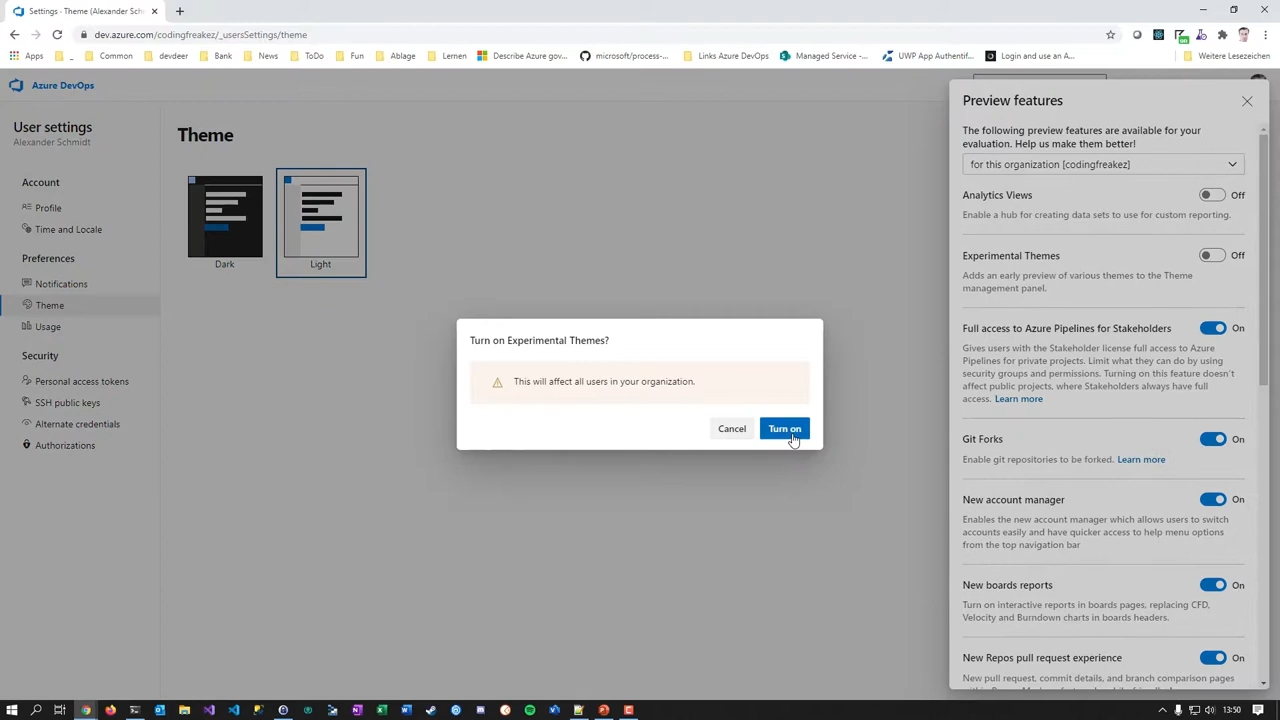 Settings - Theme (Alexander Schm
dev.azure.com/codingfreakez/_usersSettings/theme
Apps
_
Common
devdeer
Bank
News
ToDo
Fun
Ablage
Lernen
Describe Azure gov...
microsoft/process-...
Links Azure DevOps
Managed Service -...
UWP App Authentif...
Login and use an A...
Weitere Lesezeichen
Azure DevOps
User settings
Alexander Schmidt
Account
Profile
Time and Locale
Preferences
Notifications
Theme
Usage
Security
Personal access tokens
SSH public keys
Alternate credentials
Authorizations
Theme
Dark
Light
Turn on Experimental Themes?
This will affect all users in your organization.
Cancel
Turn on
Preview features
The following preview features are available for your
evaluation. Help us make them better!
for this organization [codingfreakez]
Analytics Views
Off
Enable a hub for creating data sets to use for custom reporting.
Experimental Themes
Off
Adds an early preview of various themes to the Theme
management panel.
Full access to Azure Pipelines for Stakeholders
On
Gives users with the Stakeholder license full access to Azure
Pipelines for private projects. Limit what they can do by using
security groups and permissions. Turning on this feature doesn't
affect public projects, where Stakeholders always have full
access. Learn more
Git Forks
On
Enable git repositories to be forked. Learn more
New account manager
On
Enables the new account manager which allows users to switch
accounts easily and have quicker access to help menu options
from the top navigation bar
New boards reports
On
Turn on interactive reports in boards pages, replacing CFD,
Velocity and Burndown charts in boards headers.
New Repos pull request experience
On
New pull request, commit details, and branch comparison pages
13:50